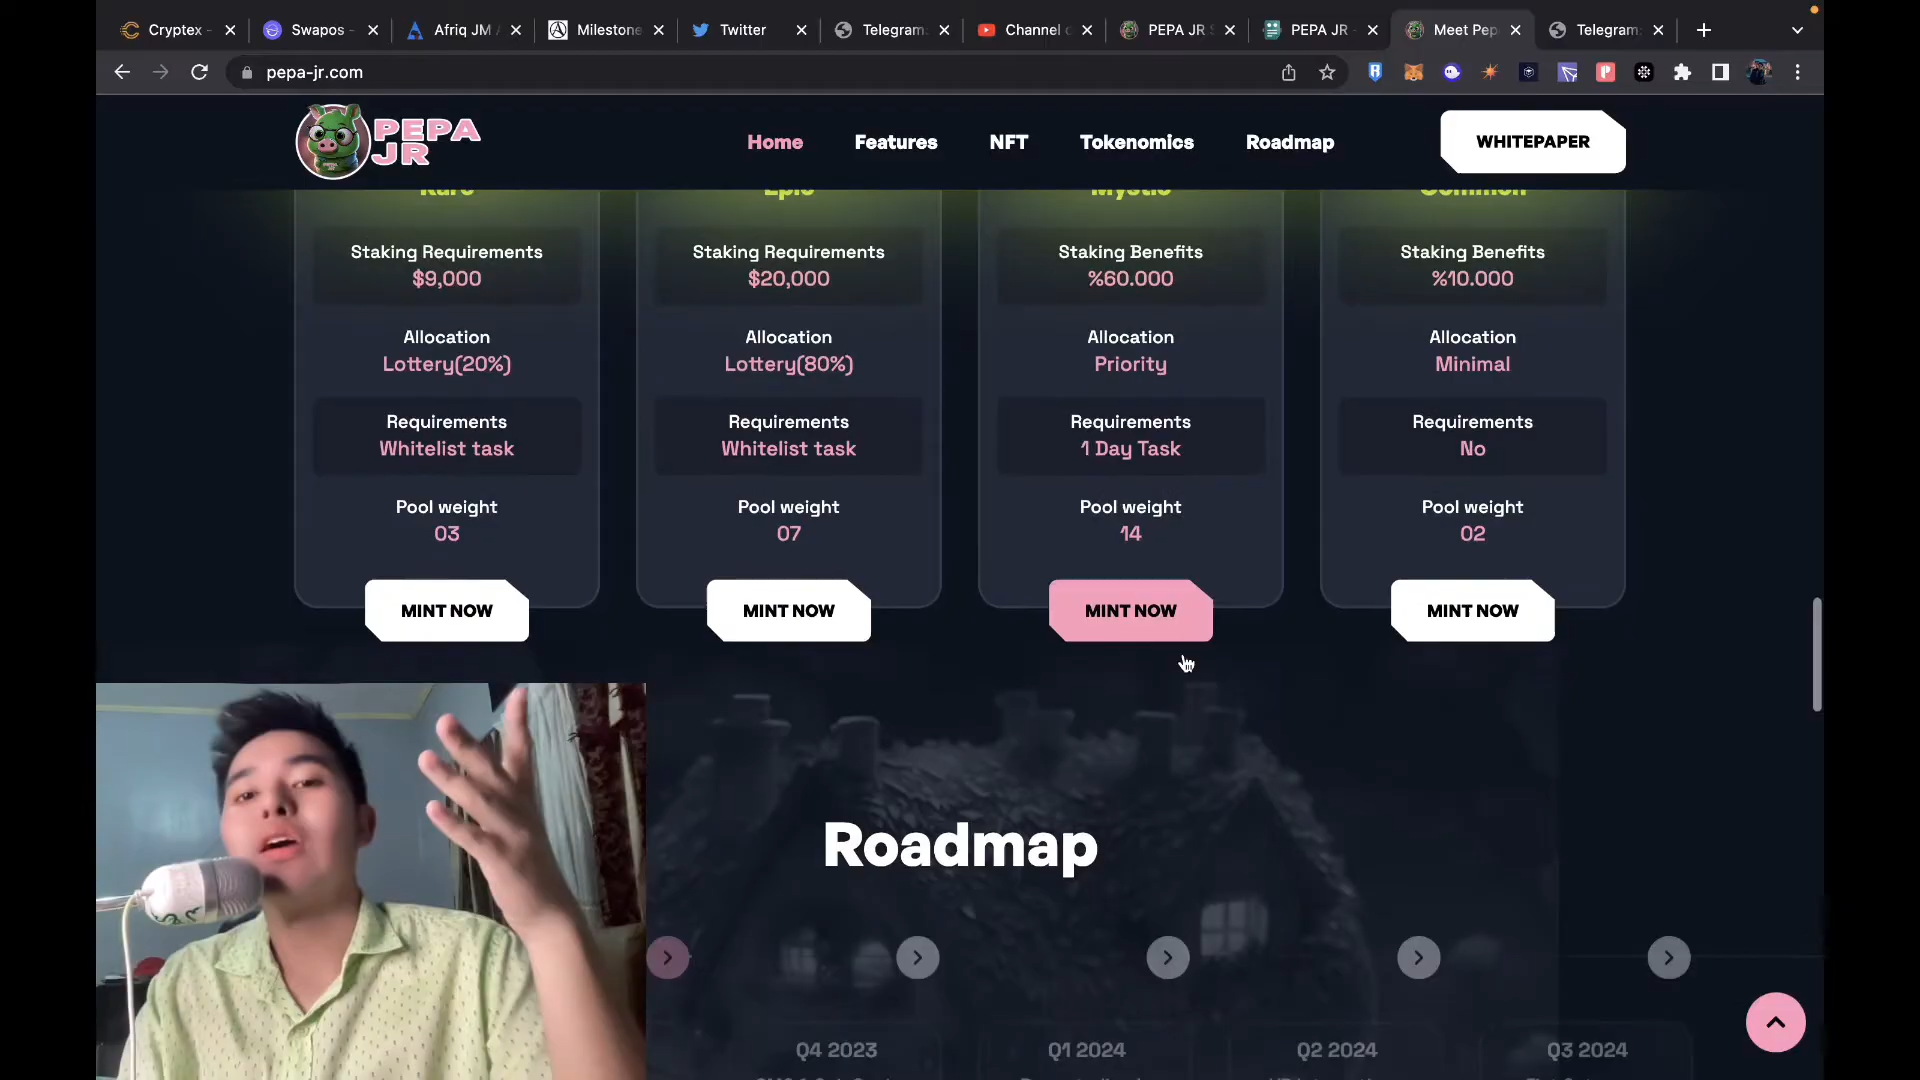 Cryptex -
Swapos -
Afriq JM
Milestone
Twitter
Telegram:
Channel
PEPA JR
PEPA JR -
Meet Pep
Telegram:
pepa-jr.com
PEPA
JR
Home
Features
NFT
Tokenomics
Roadmap
WHITEPAPER
Rare
Epic
Mystic
Common
Staking Requirements
$9,000
Allocation
Lottery(20%)
Requirements
Whitelist task
Pool weight
03
MINT NOW
Staking Requirements
$20,000
Allocation
Lottery(80%)
Requirements
Whitelist task
Pool weight
07
MINT NOW
Staking Benefits
%60.000
Allocation
Priority
Requirements
1 Day Task
Pool weight
14
MINT NOW
Staking Benefits
%10.000
Allocation
Minimal
Requirements
No
Pool weight
02
MINT NOW
Roadmap
Q4 2023
Q1 2024
Q2 2024
Q3 2024